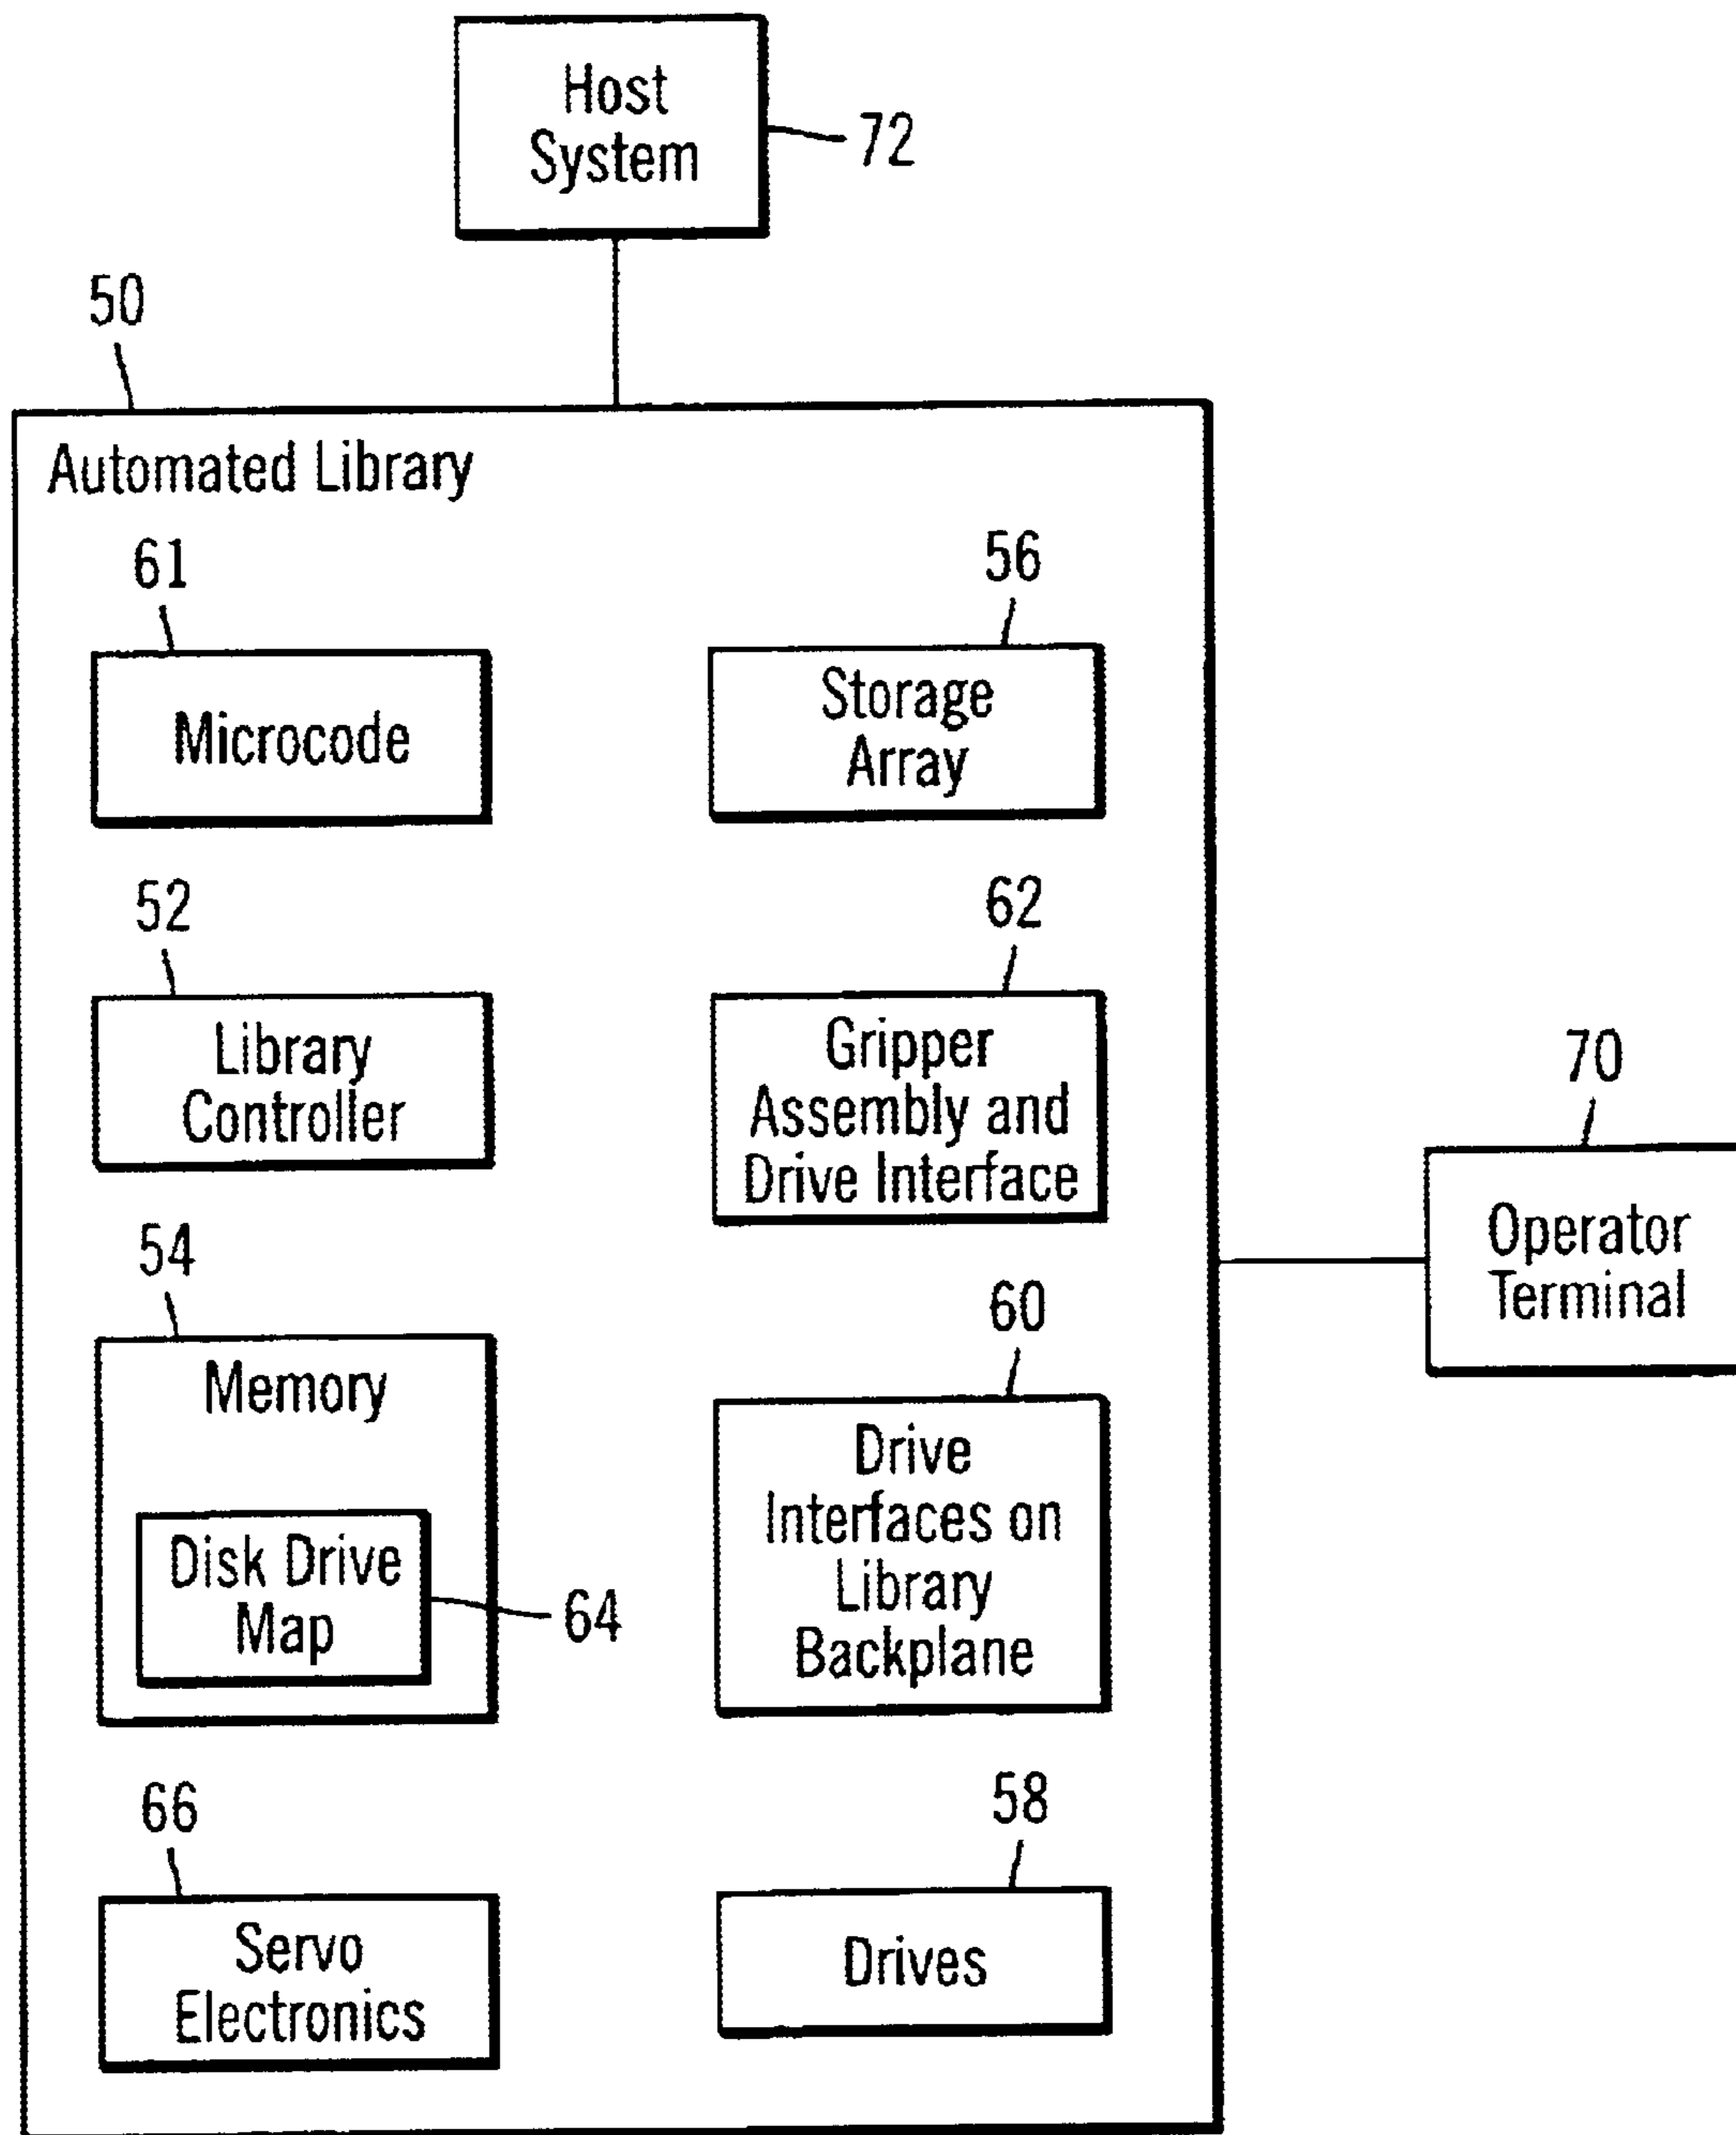 Host
System
72
50
Automated Library
61
Microcode
56
Storage
Array
52
Library
Controller
62
Gripper
Assembly and
Drive Interface
70
Operator
Terminal
54
Memory
Disk Drive
Map
64
60
Drive
Interfaces on
Library
Backplane
66
Servo
Electronics
58
Drives